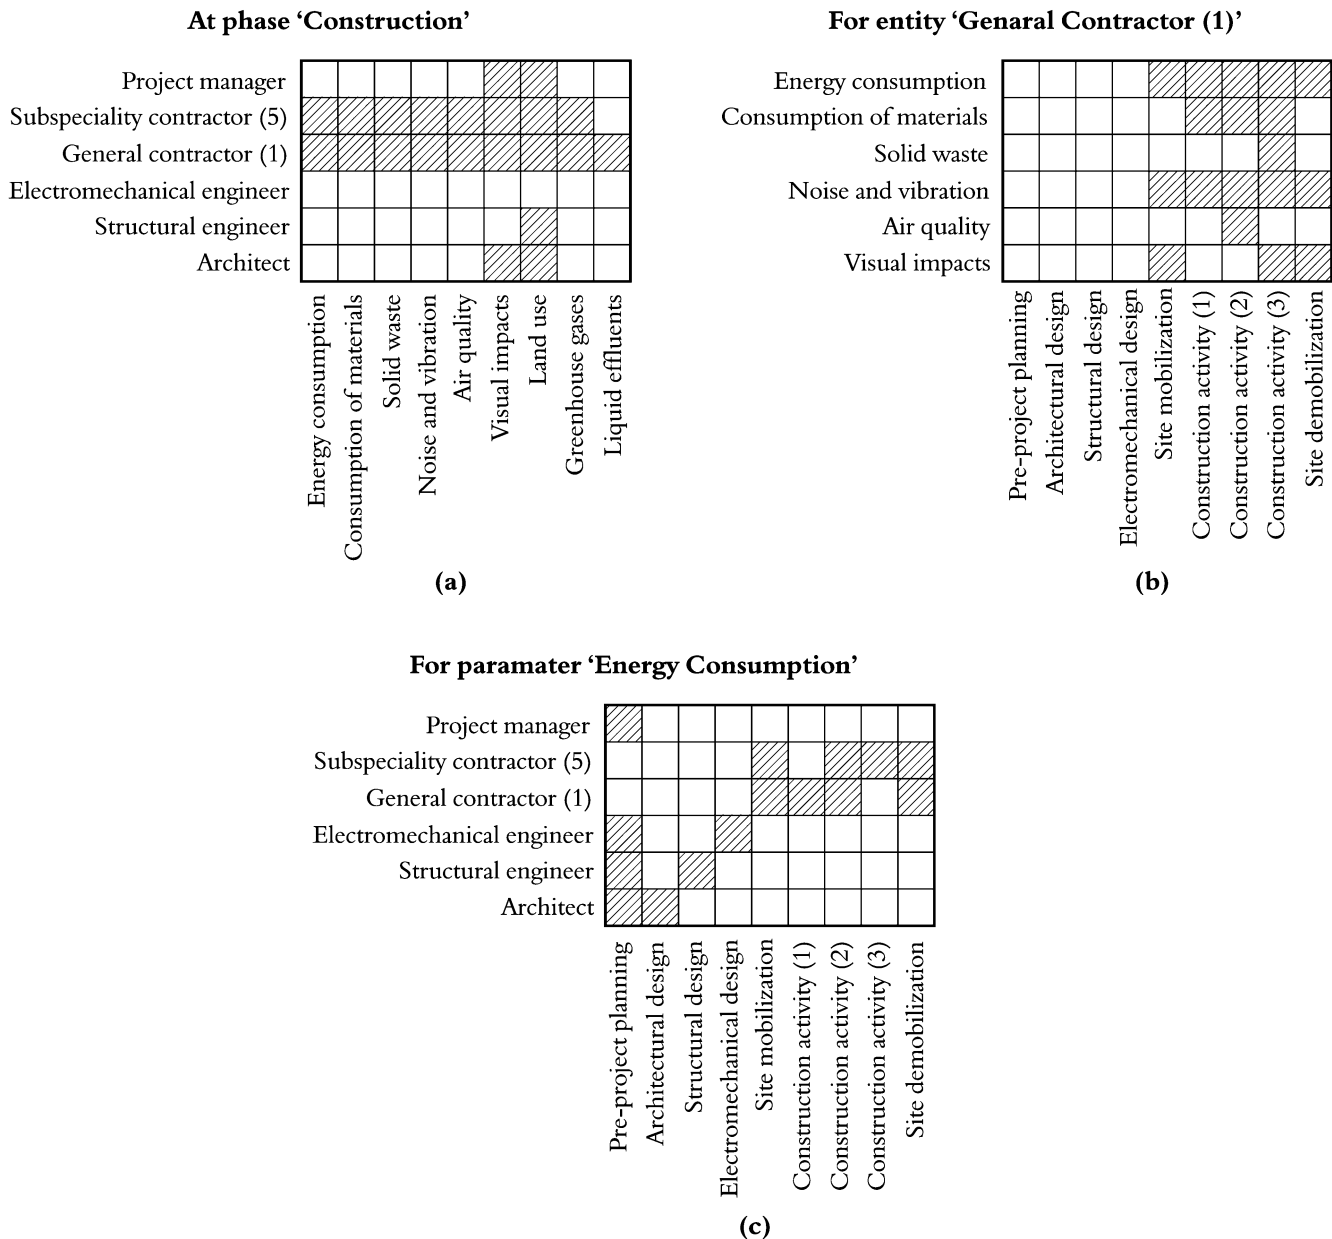 At phase ‘Construction’
Project manager
Subspeciality contractor (5)
General contractor (1)
Electromechanical engineer
Structural engineer
Architect
Energy consumption
Consumption of materials
Solid waste
Noise and vibration
Air quality
Visual impacts
Land use
Greenhouse gases
Liquid effluents
(a)
For entity ‘Genaral Contractor (1)’
Energy consumption
Consumption of materials
Solid waste
Noise and vibration
Air quality
Visual impacts
Pre-project planning
Architectural design
Structural design
Electromechanical design
Site mobilization
Construction activity (1)
Construction activity (2)
Construction activity (3)
Site demobilization
(b)
For paramater ‘Energy Consumption’
Project manager
Subspeciality contractor (5)
General contractor (1)
Electromechanical engineer
Structural engineer
Architect
Pre-project planning
Architectural design
Structural design
Electromechanical design
Site mobilization
Construction activity (1)
Construction activity (2)
Construction activity (3)
Site demobilization
(c)